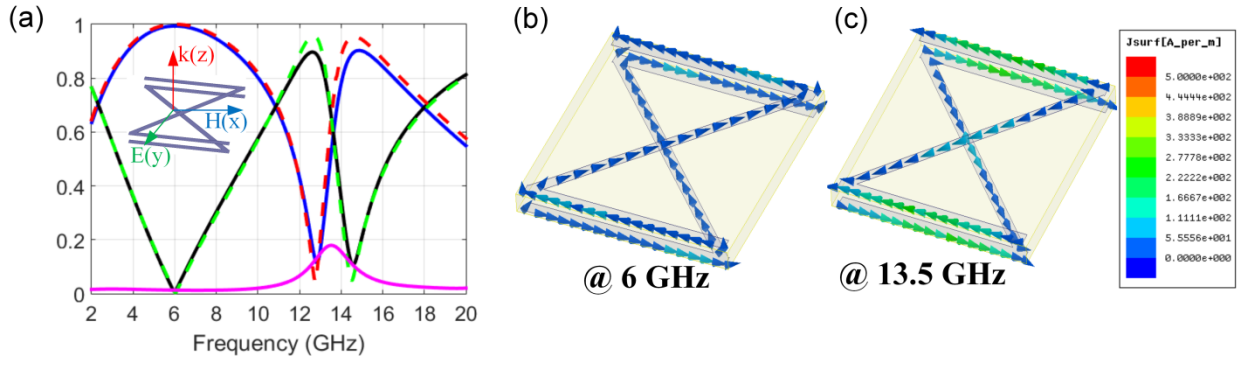 (a)
1
0.8
0.6
0.4
0.2
0
k(z)
H(x)
E(y)
2 4 6 8 10 12 14 16 18 20
Frequency (GHz)
(b)
@ 6 GHz
(c)
@ 13.5 GHz
Jsurf[A_per_m]
5.0000e+002
4.4444e+002
3.8889e+002
3.3333e+002
2.7778e+002
2.2222e+002
1.6667e+002
1.1111e+002
5.5556e+001
0.0000e+000